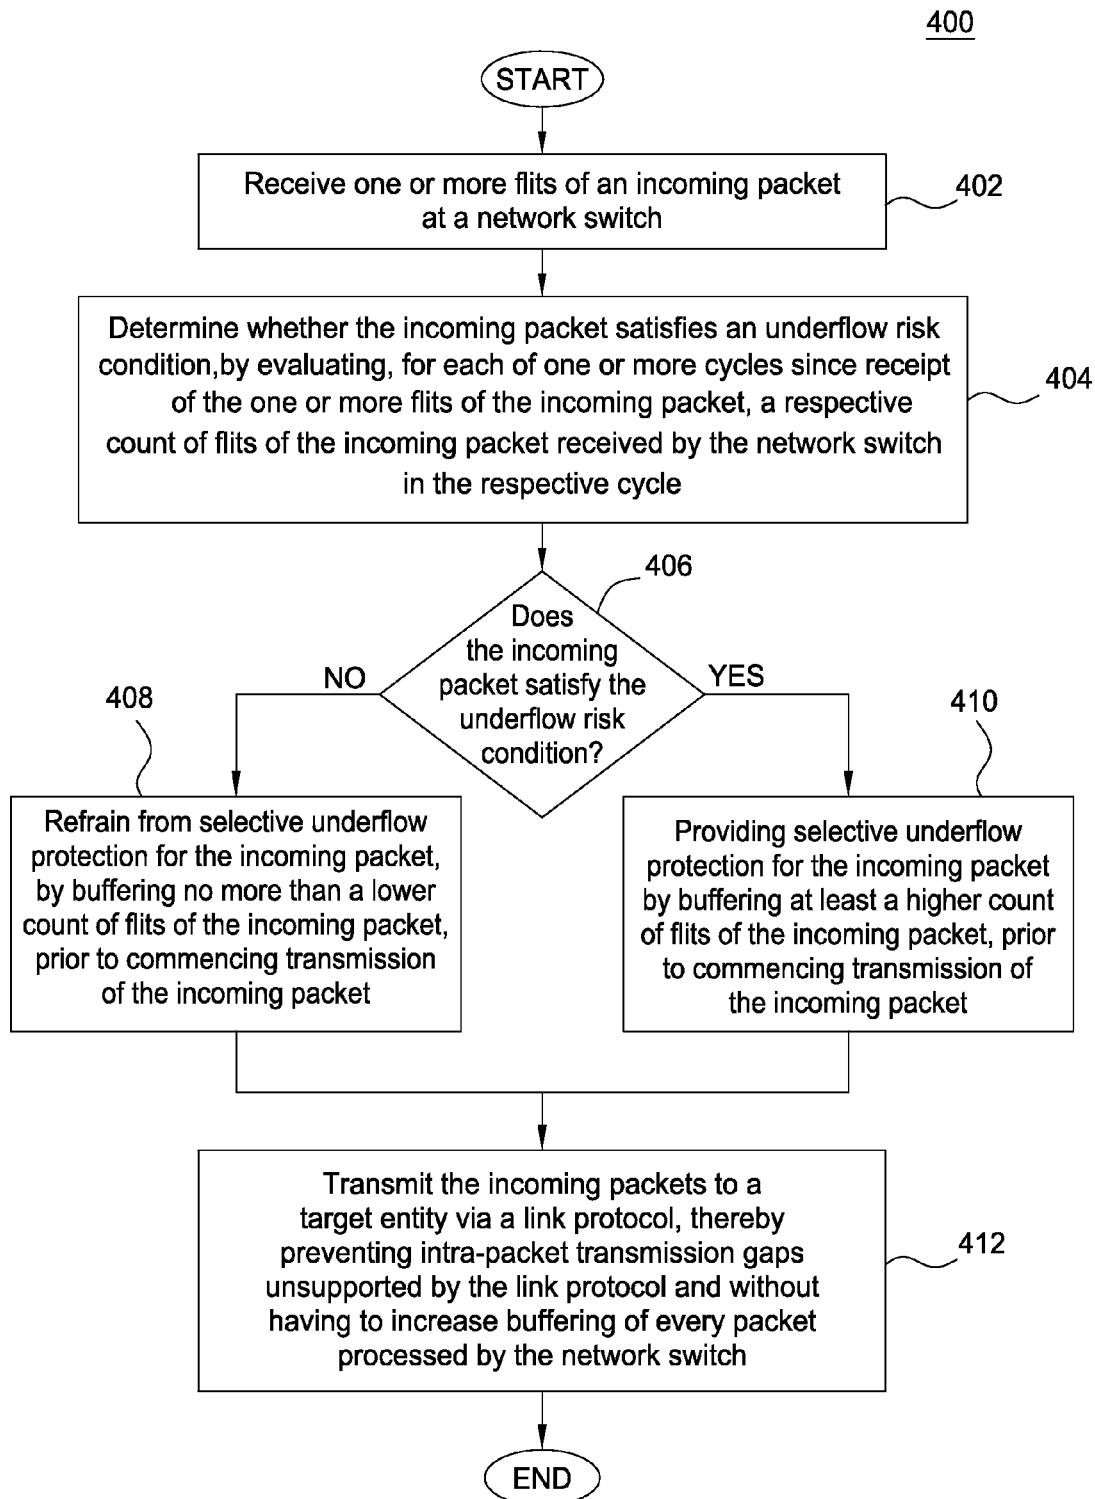 400
START
Receive one or more flits of an incoming packet
at a network switch
402
Determine whether the incoming packet satisfies an underflow risk
condition,by evaluating, for each of one or more cycles since receipt
of the one or more flits of the incoming packet, a respective
count of flits of the incoming packet received by the network switch
in the respective cycle
404
406
Does
the incoming
packet satisfy the
underflow risk
condition?
NO
YES
408
Refrain from selective underflow
protection for the incoming packet,
by buffering no more than a lower
count of flits of the incoming packet,
prior to commencing transmission
of the incoming packet
410
Providing selective underflow
protection for the incoming packet
by buffering at least a higher count
of flits of the incoming packet, prior
to commencing transmission of
the incoming packet
Transmit the incoming packets to a
target entity via a link protocol, thereby
preventing intra-packet transmission gaps
unsupported by the link protocol and without
having to increase buffering of every packet
processed by the network switch
412
END